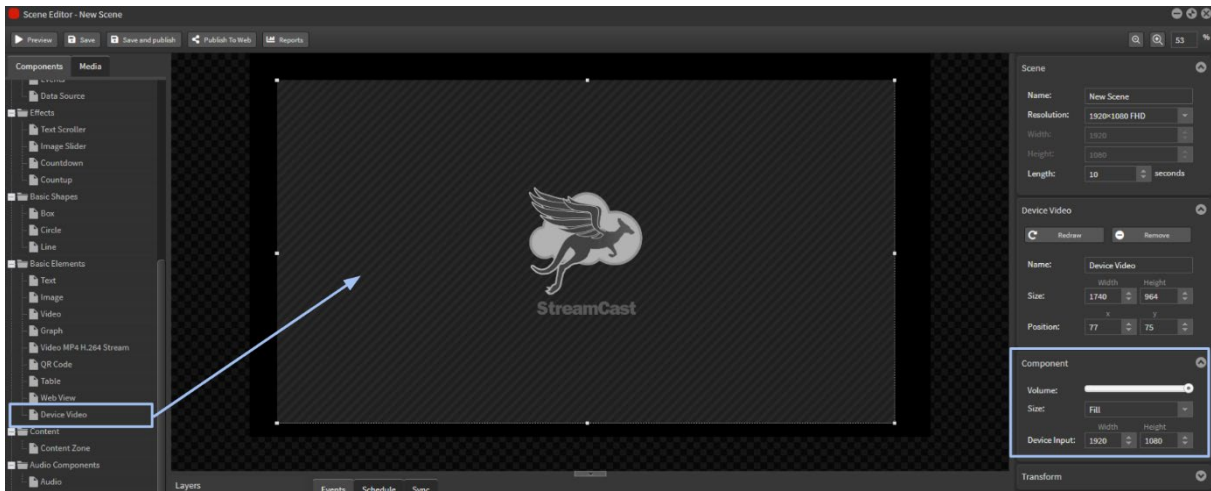 Scene Editor - New Scene
Preview Save Save and publish Publish To Web Reports 53 %
Components Media
Events
Data Source
Effects
Text Scroller
Image Slider
Countdown
Countup
Basic Shapes
Box
Circle
Line
Basic Elements
Text
Image
Video
Graph
Video MP4 H.264 Stream
QR Code
Table
Web View
Device Video
Content
Content Zone
Audio Components
Audio
StreamCast
Layers
Events Schedule Sync
Scene
Name: New Scene
Resolution: 1920×1080 FHD
Width: 1920
Height: 1080
Length: 10 seconds
Device Video
Redraw Remove
Name: Device Video
Width Height
Size: 1740 964
x y
Position: 77 75
Component
Volume:
Size: Fill
Width Height
Device Input: 1920 1080
Transform